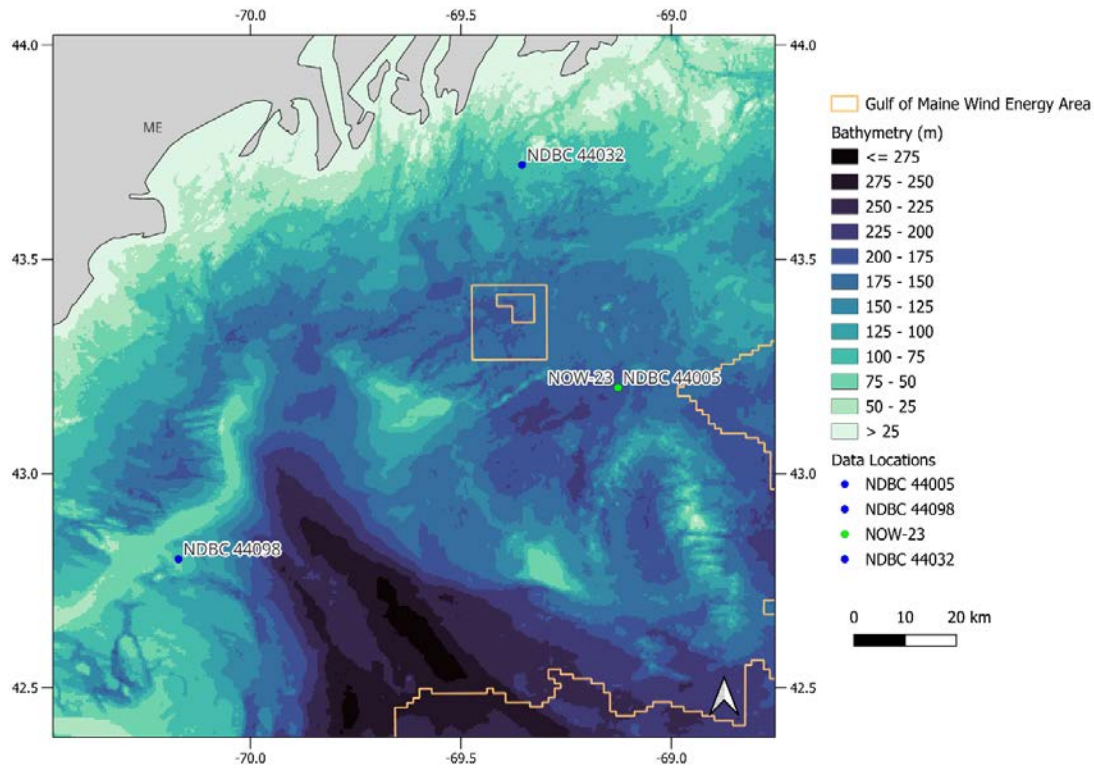 -70.0 -69.5 -69.0
44.0 44.0
ME
NDBC 44032
43.5 43.5
NOW-23 NDBC 44005
43.0 43.0
NDBC 44098
42.5 42.5
-70.0 -69.5 -69.0
Gulf of Maine Wind Energy Area
Bathymetry (m)
<= 275
275 - 250
250 - 225
225 - 200
200 - 175
175 - 150
150 - 125
125 - 100
100 - 75
75 - 50
50 - 25
> 25
Data Locations
NDBC 44005
NDBC 44098
NOW-23
NDBC 44032
0 10 20 km